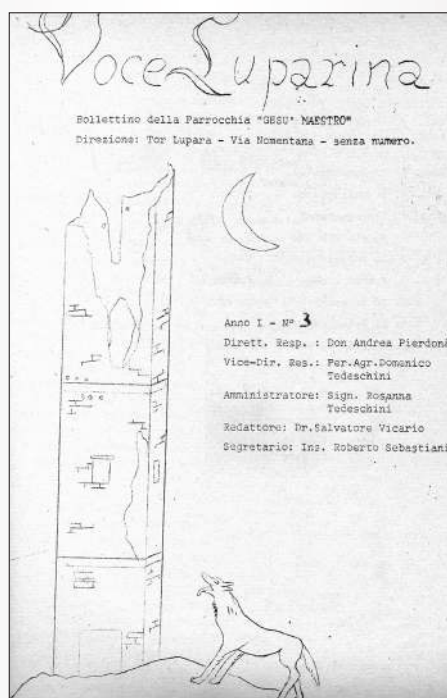 Voce Luparina
Bollettino della Parrocchia "GESU' MAESTRO"
Direzione: Tor Lupara - Via Nomentana - senza numero.
Anno I - N° 3
Dirett. Resp. : Don Andrea Pierdonà
Vice-Dir. Res.: Per.Agr.Domenico
Tedeschini
Amministratore: Sign. Rosanna
Tedeschini
Redattore: Dr.Salvatore Vicario
Segretario: Ins. Roberto Sebastiani